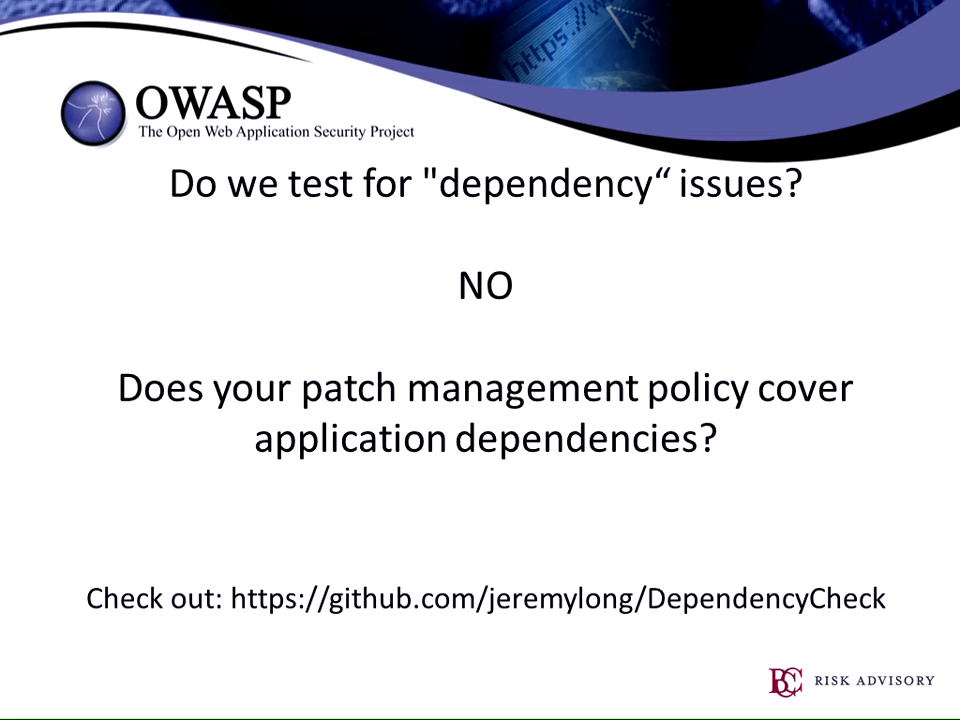 https://w
OWASP
The Open Web Application Security Project
Do we test for "dependency“ issues?
NO
Does your patch management policy cover
application dependencies?
Check out: https://github.com/jeremylong/DependencyCheck
BCC RISK ADVISORY